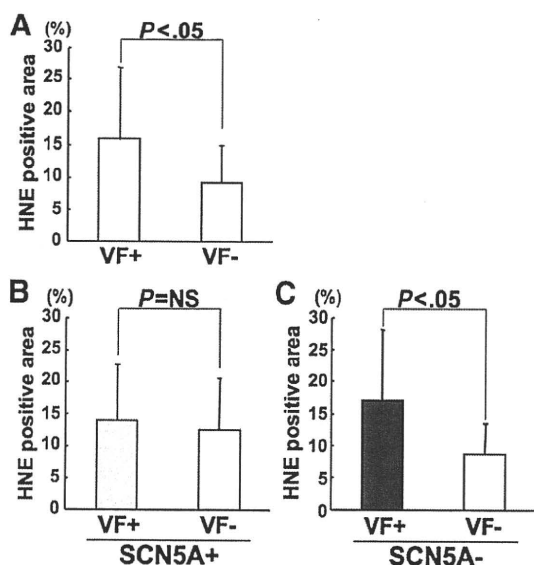 A
(%)
P<.05
HNE positive area
30
25
20
15
10
5
0
VF+ VF-
B
(%)
P=NS
HNE positive area
30
25
20
15
10
5
0
VF+ VF-
SCN5A+
C
(%)
P<.05
HNE positive area
30
25
20
15
10
5
0
VF+ VF-
SCN5A-